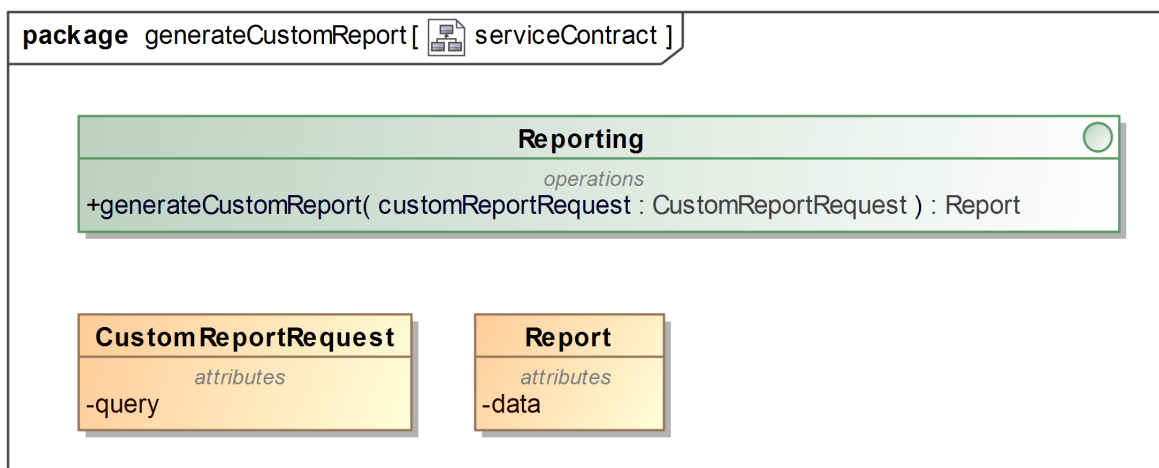 package generateCustomReport[ serviceContract ]
Reporting
operations
+generateCustomReport( customReportRequest : CustomReportRequest ) : Report
CustomReportRequest
attributes
-query
Report
attributes
-data